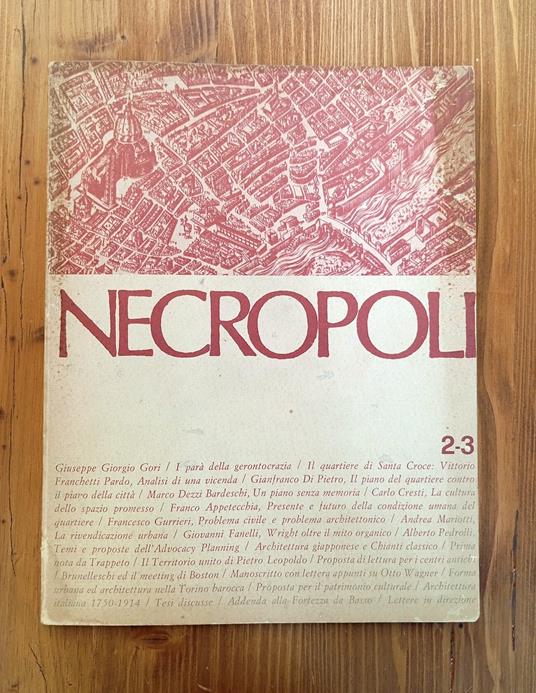 NECROPOLI
2-3
Giuseppe Giorgio Gori / I parà della gerontocrazia / Il quartiere di Santa Croce: Vittorio
Franchetti Pardo, Analisi di una vicenda / Gianfranco Di Pietro, Il piano del quartiere contro
il piano della città / Marco Dezzi Bardeschi, Un piano senza memoria / Carlo Cresti, La cultura
dello spazio promesso / Franco Appetecchia, Presente e futuro della condizione umana del
quartiere / Francesco Gurrieri, Problema civile e problema architettonico / Andrea Mariotti,
La rivendicazione urbana / Giovanni Fanelli, Wright oltre il mito organico / Alberto Pedrolli,
Temi e proposte dell'Advocacy Planning / Architettura giapponese e Chianti classico / Prima
nota da Trappeto / Il Territorio unito di Pietro Leopoldo / Proposta di lettura per i centri antichi
/ Brunelleschi ed il meeting di Boston / Manoscritto con lettera appunti su Otto Wagner / Forma
urbana ed architettura nella Torino barocca / Proposta per il patrimonio culturale / Architettura
italiana 1750-1914 / Tesi discusse / Addenda alla Fortezza da Basso / Lettere in direzione